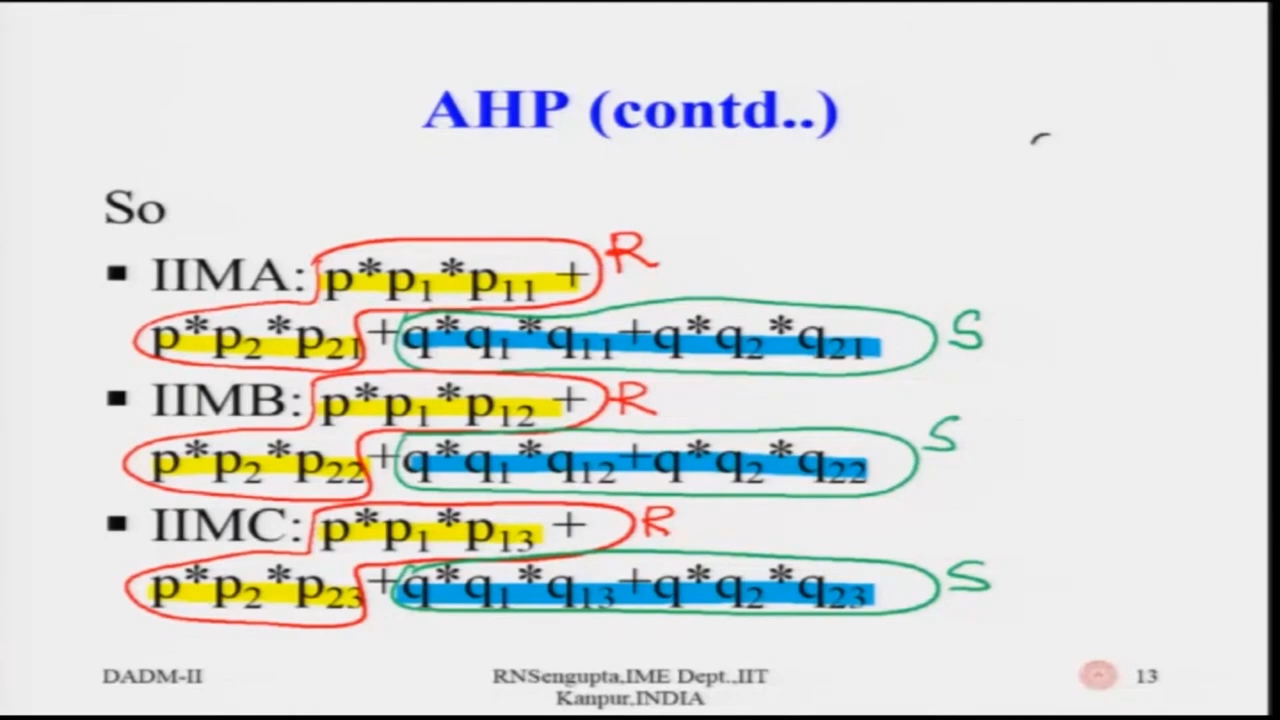 AHP (contd..)
So
▪ IIMA: p*p₁*p₁₁ + R
p*p₂*p₂₁ +q*q₁*q₁₁+q*q₂*q₂₁ S
▪ IIMB: p*p₁*p₁₂ + R
p*p₂*p₂₂ +q*q₁*q₁₂+q*q₂*q₂₂ S
▪ IIMC: p*p₁*p₁₃ + R
p*p₂*p₂₃ +q*q₁*q₁₃+q*q₂*q₂₃ S
DADM-II
RNSengupta,IME Dept.,IIT
Kanpur,INDIA
13